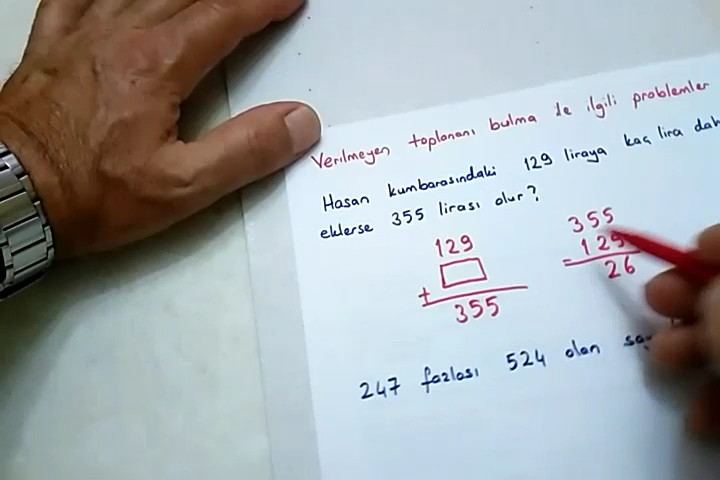 Verilmeyen toplananı bulma ile ilgili problemler
Hasan kumbarasındaki 129 liraya kaç lira
eklerse 355 lirası olur?
129
+
355
355
129
26
247 fazlası 524 olan